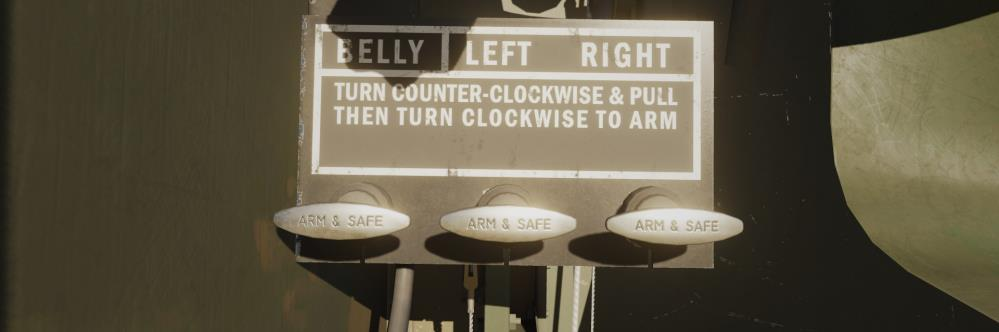 BELLY LEFT RIGHT
TURN COUNTER-CLOCKWISE & PULL
THEN TURN CLOCKWISE TO ARM
ARM & SAFE ARM & SAFE ARM & SAFE